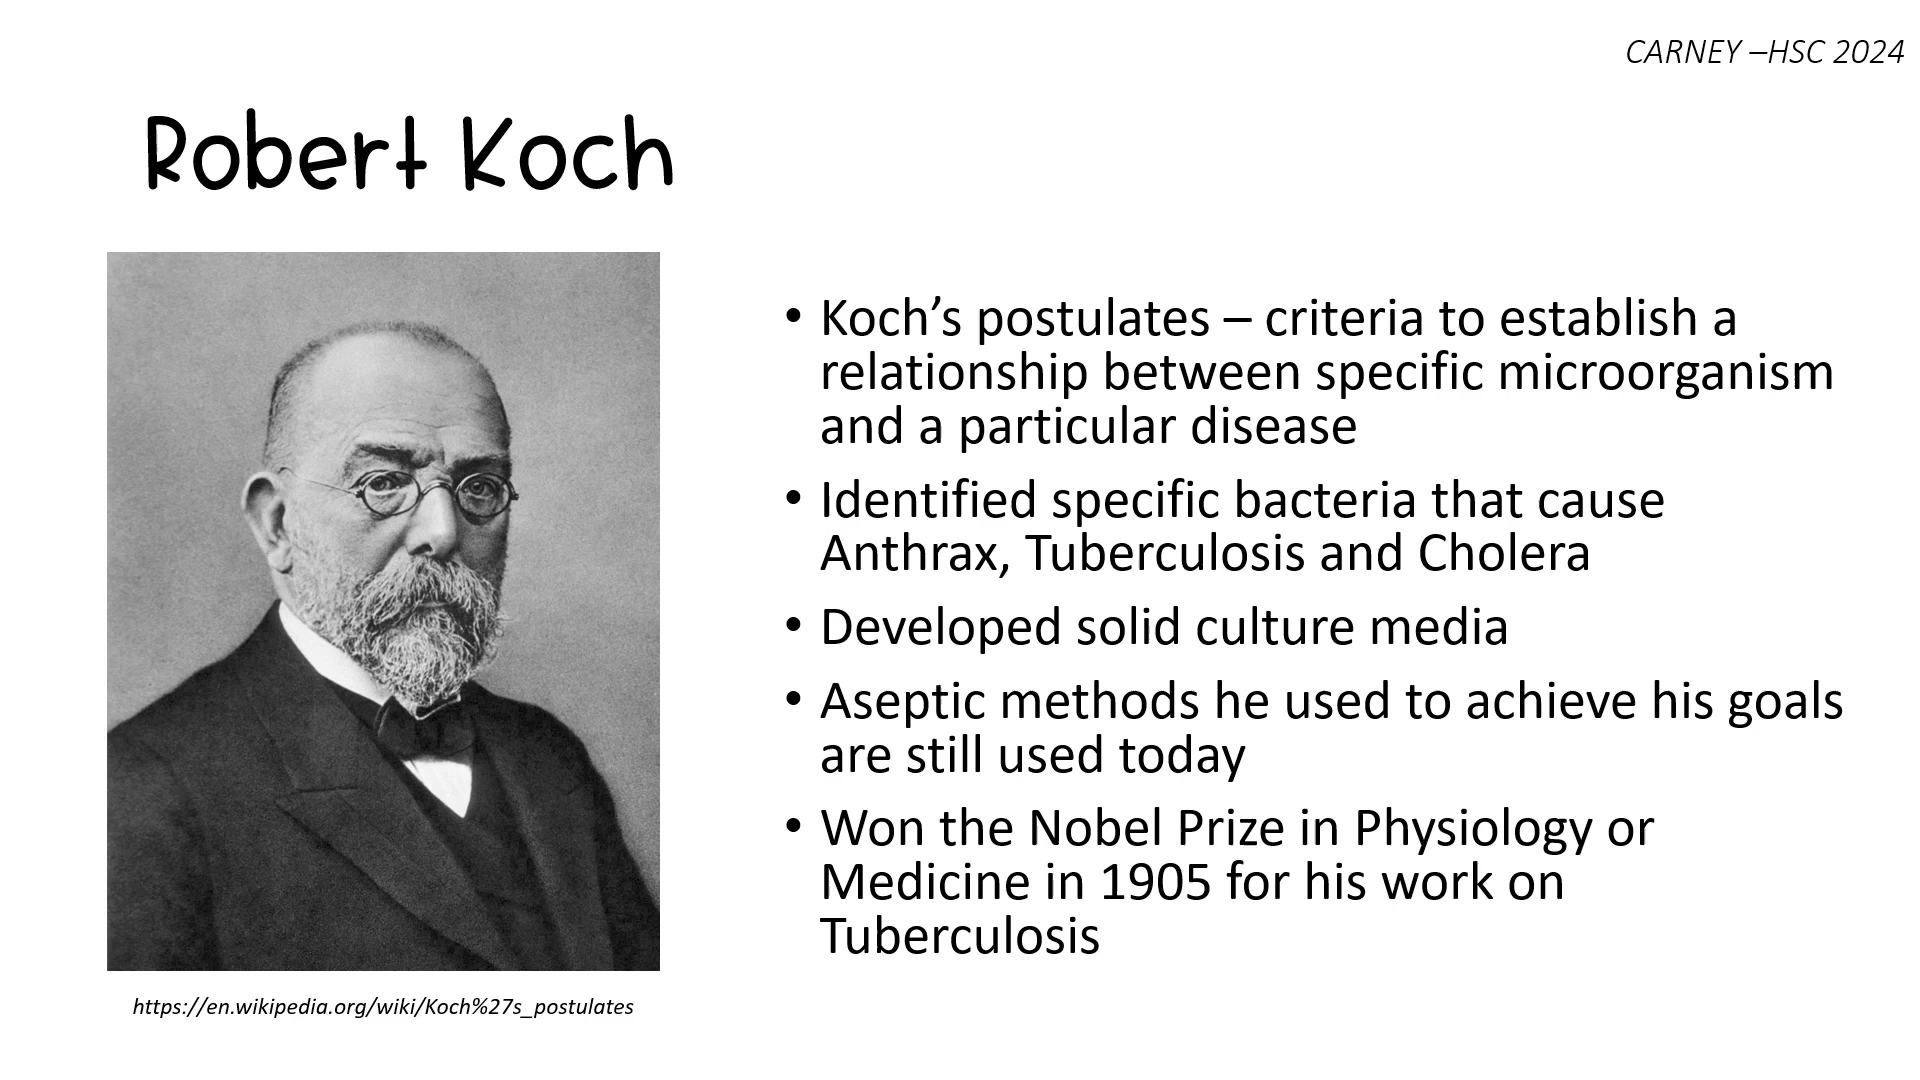 CARNEY –HSC 2024
Robert Koch
• Koch’s postulates – criteria to establish a
relationship between specific microorganism
and a particular disease
• Identified specific bacteria that cause
Anthrax, Tuberculosis and Cholera
• Developed solid culture media
• Aseptic methods he used to achieve his goals
are still used today
• Won the Nobel Prize in Physiology or
Medicine in 1905 for his work on
Tuberculosis
https://en.wikipedia.org/wiki/Koch%27s_postulates